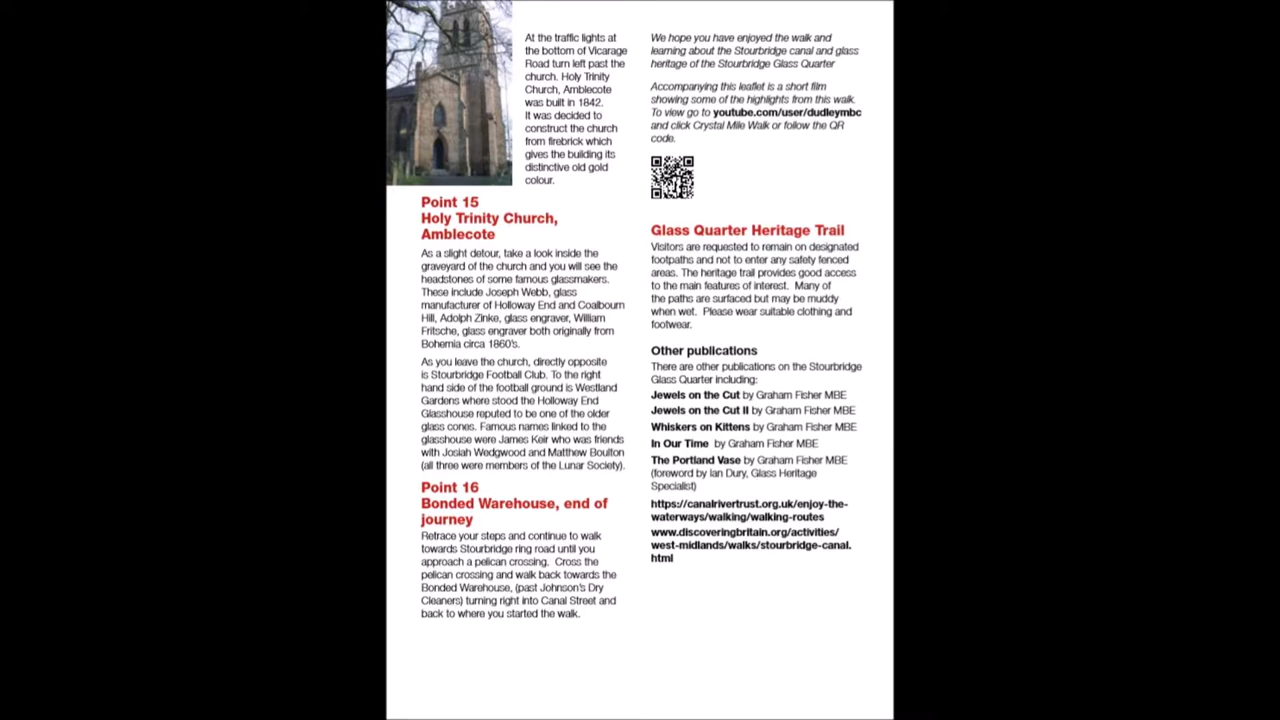 At the traffic lights at
the bottom of Vicarage
Road turn left past the
church. Holy Trinity
Church, Amblecote
was built in 1842.
It was decided to
construct the church
from firebrick which
gives the building its
distinctive old gold
colour.
Point 15
Holy Trinity Church,
Amblecote
As a slight detour, take a look inside the
graveyard of the church and you will see the
headstones of some famous glassmakers.
These include Joseph Webb, glass
manufacturer of Holloway End and Coalbourn
Hill, Adolph Zinke, glass engraver, William
Fritsche, glass engraver both originally from
Bohemia circa 1860's.
As you leave the church, directly opposite
is Stourbridge Football Club. To the right
hand side of the football ground is Westland
Gardens where stood the Holloway End
Glasshouse reputed to be one of the older
glass cones. Famous names linked to the
glasshouse were James Keir who was friends
with Josiah Wedgwood and Matthew Boulton
(all three were members of the Lunar Society).
Point 16
Bonded Warehouse, end of
journey
Retrace your steps and continue to walk
towards Stourbridge ring road until you
approach a pelican crossing. Cross the
pelican crossing and walk back towards the
Bonded Warehouse, (past Johnson's Dry
Cleaners) turning right into Canal Street and
back to where you started the walk.
We hope you have enjoyed the walk and
learning about the Stourbridge canal and glass
heritage of the Stourbridge Glass Quarter
Accompanying this leaflet is a short film
showing some of the highlights from this walk.
To view go to youtube.com/user/dudleymbc
and click Crystal Mile Walk or follow the QR
code.
Glass Quarter Heritage Trail
Visitors are requested to remain on designated
footpaths and not to enter any safety fenced
areas. The heritage trail provides good access
to the main features of interest. Many of
the paths are surfaced but may be muddy
when wet. Please wear suitable clothing and
footwear.
Other publications
There are other publications on the Stourbridge
Glass Quarter including:
Jewels on the Cut by Graham Fisher MBE
Jewels on the Cut II by Graham Fisher MBE
Whiskers on Kittens by Graham Fisher MBE
In Our Time by Graham Fisher MBE
The Portland Vase by Graham Fisher MBE
(foreword by Ian Dury, Glass Heritage
Specialist)
https://canalrivertrust.org.uk/enjoy-the-
waterways/walking/walking-routes
www.discoveringbritain.org/activities/
west-midlands/walks/stourbridge-canal.
html